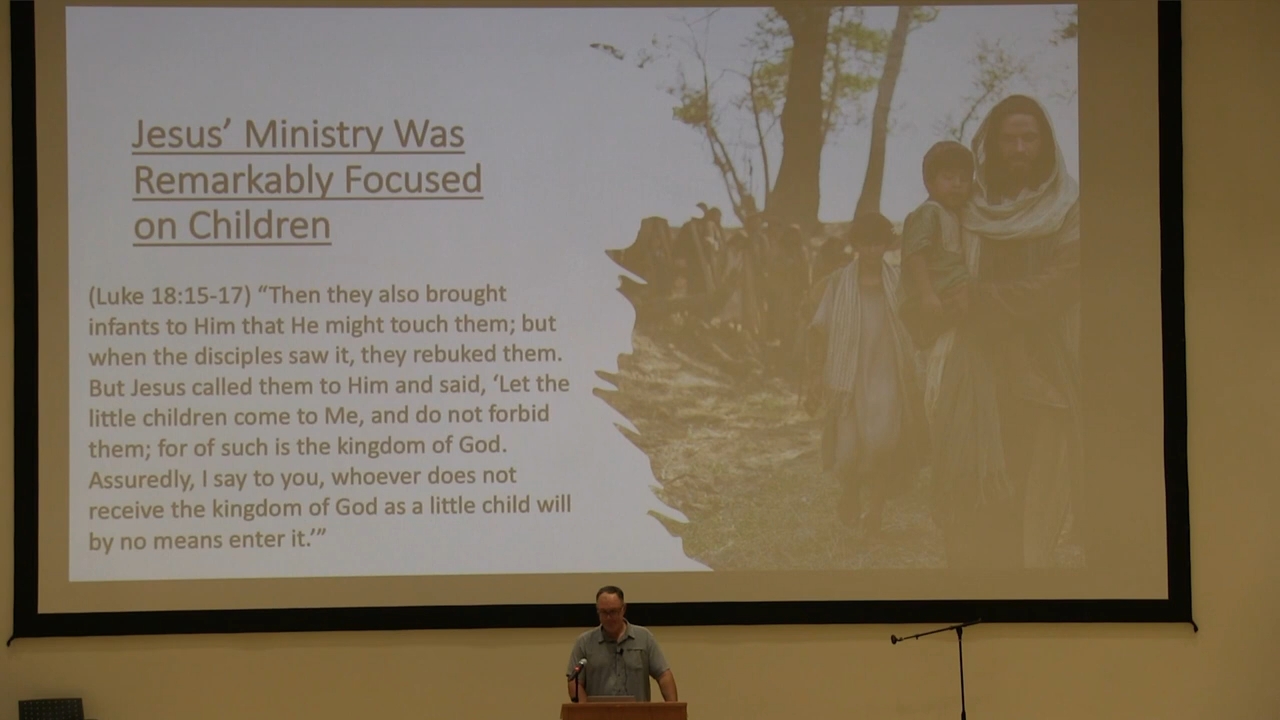 Jesus’ Ministry Was
Remarkably Focused
on Children
(Luke 18:15-17) “Then they also brought
infants to Him that He might touch them; but
when the disciples saw it, they rebuked them.
But Jesus called them to Him and said, ‘Let the
little children come to Me, and do not forbid
them; for of such is the kingdom of God.
Assuredly, I say to you, whoever does not
receive the kingdom of God as a little child will
by no means enter it.’”